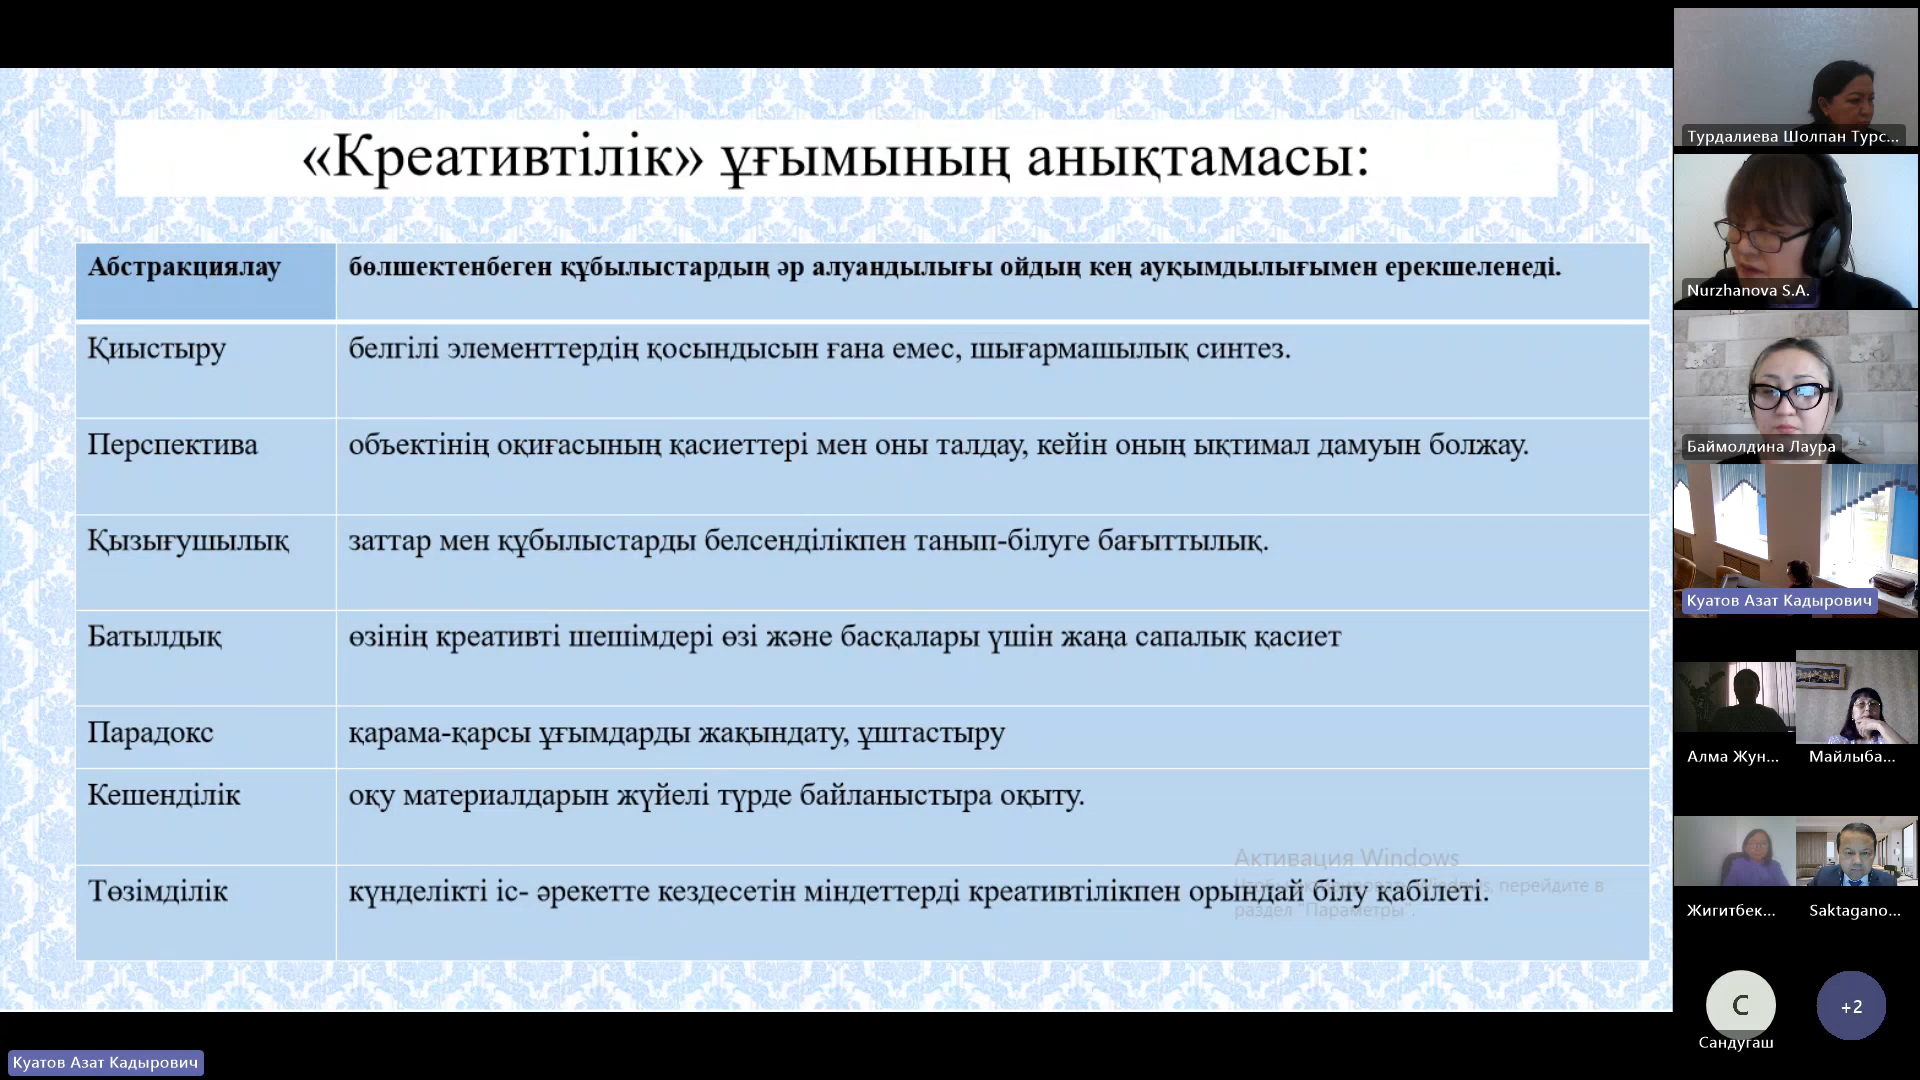 «Креативтілік» ұғымының анықтамасы:
Абстракциялау бөлшектенбеген құбылыстардың әр алуандылығы ойдың кең ауқымдылығымен ерекшеленеді.
Қиыстыру белгілі элементтердің қосындысын ғана емес, шығармашылық синтез.
Перспектива объектінің оқиғасының қасиеттері мен оны талдау, кейін оның ықтимал дамуын болжау.
Қызығушылық заттар мен құбылыстарды белсенділікпен танып-білуге бағыттылық.
Батылдық өзінің креативті шешімдері өзі және басқалары үшін жаңа сапалық қасиет
Парадокс қарама-қарсы ұғымдарды жақындату, ұштастыру
Кешенділік оқу материалдарын жүйелі түрде байланыстыра оқыту.
Төзімділік күнделікті іс- әрекетте кездесетін міндеттерді креативтілікпен орындай білу қабілеті.
Активация Windows
Windows, перейдите в
раздел "Параметры".
Турдалиева Шолпан Турс...
Nurzhanova S.A.
Баймолдина Лаура
Куатов Азат Кадырович
Алма Жун...
Майлыба...
Жигитбек...
Saktagano...
С
+2
Сандугаш
Куатов Азат Кадырович